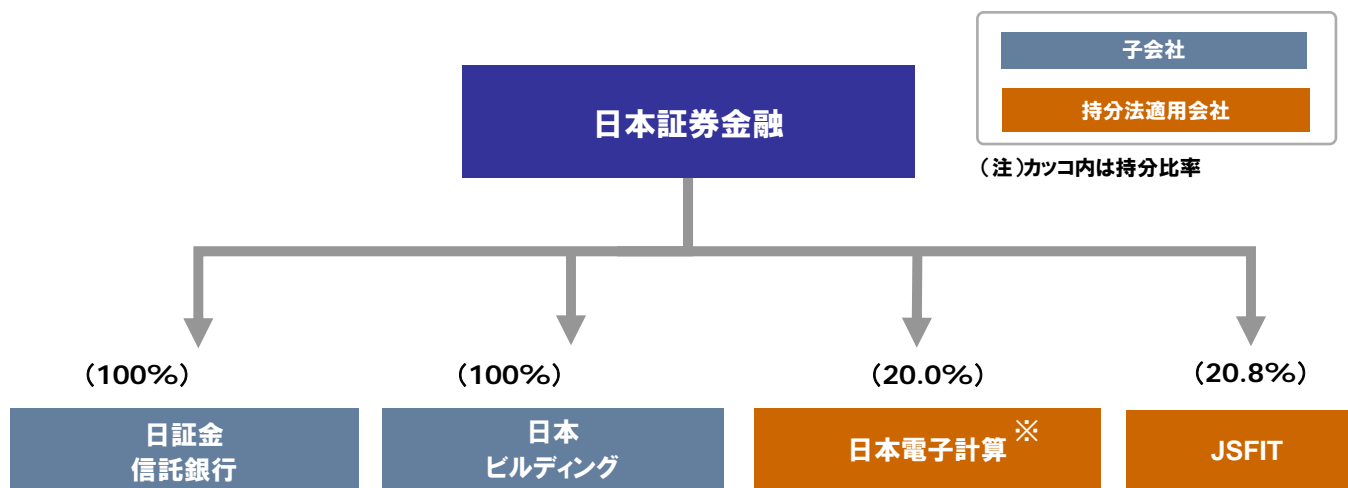 子会社
持分法適用会社
（注）カッコ内は持分比率
日本証券金融
（100%）
（100%）
（20.0%）
（20.8%）
日証金
信託銀行
日本
ビルディング
日本電子計算※
JSFIT